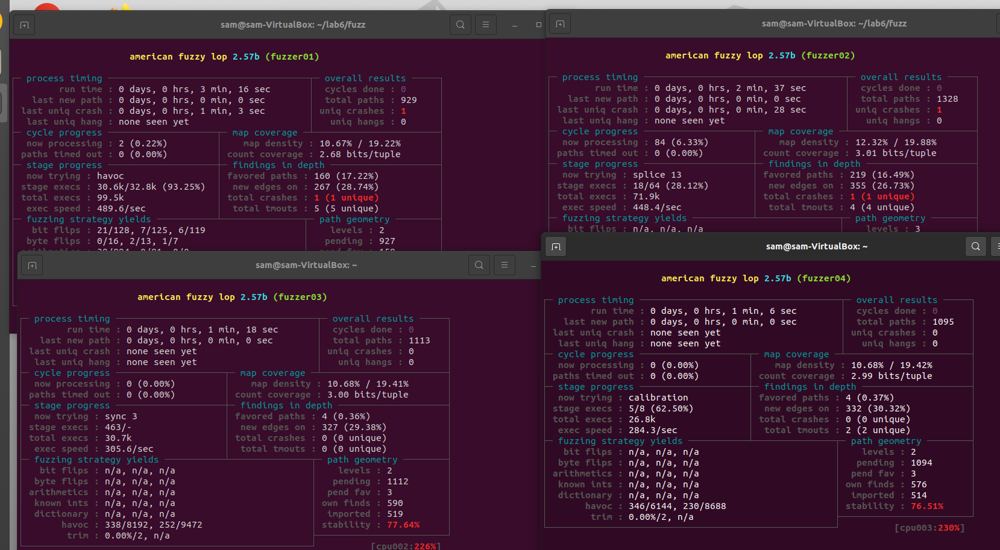 sam@sam-VirtualBox: ~/lab6/fuzz
american fuzzy lop 2.57b (fuzzer01)
process timing
overall results
run time : 0 days, 0 hrs, 3 min, 16 sec
cycles done : 0
last new path : 0 days, 0 hrs, 0 min, 0 sec
total paths : 929
last uniq crash : 0 days, 0 hrs, 1 min, 3 sec
uniq crashes : 1
last uniq hang : none seen yet
uniq hangs : 0
cycle progress
map coverage
now processing : 2 (0.22%)
map density : 10.67% / 19.22%
paths timed out : 0 (0.00%)
count coverage : 2.68 bits/tuple
stage progress
findings in depth
now trying : havoc
favored paths : 160 (17.22%)
stage execs : 30.6k/32.8k (93.25%)
new edges on : 267 (28.74%)
total execs : 99.5k
total crashes : 1 (1 unique)
exec speed : 489.6/sec
total tmouts : 5 (5 unique)
fuzzing strategy yields
path geometry
bit flips : 21/128, 7/125, 6/119
levels : 2
byte flips : 0/16, 2/13, 1/7
pending : 927
sam@sam-VirtualBox: ~/lab6/fuzz
american fuzzy lop 2.57b (fuzzer02)
process timing
overall results
run time : 0 days, 0 hrs, 2 min, 37 sec
cycles done : 0
last new path : 0 days, 0 hrs, 0 min, 0 sec
total paths : 1328
last uniq crash : 0 days, 0 hrs, 0 min, 28 sec
uniq crashes : 1
last uniq hang : none seen yet
uniq hangs : 0
cycle progress
map coverage
now processing : 84 (6.33%)
map density : 12.32% / 19.88%
paths timed out : 0 (0.00%)
count coverage : 3.01 bits/tuple
stage progress
findings in depth
now trying : splice 13
favored paths : 219 (16.49%)
stage execs : 18/64 (28.12%)
new edges on : 355 (26.73%)
total execs : 71.9k
total crashes : 1 (1 unique)
exec speed : 448.4/sec
total tmouts : 4 (4 unique)
fuzzing strategy yields
path geometry
bit flips : n/a, n/a, n/a
levels : 3
sam@sam-VirtualBox: ~
american fuzzy lop 2.57b (fuzzer03)
process timing
overall results
run time : 0 days, 0 hrs, 1 min, 18 sec
cycles done : 0
last new path : 0 days, 0 hrs, 0 min, 0 sec
total paths : 1113
last uniq crash : none seen yet
uniq crashes : 0
last uniq hang : none seen yet
uniq hangs : 0
cycle progress
map coverage
now processing : 0 (0.00%)
map density : 10.68% / 19.41%
paths timed out : 0 (0.00%)
count coverage : 3.00 bits/tuple
stage progress
findings in depth
now trying : sync 3
favored paths : 4 (0.36%)
stage execs : 463/-
new edges on : 327 (29.38%)
total execs : 30.7k
total crashes : 0 (0 unique)
exec speed : 305.6/sec
total tmouts : 0 (0 unique)
fuzzing strategy yields
path geometry
bit flips : n/a, n/a, n/a
levels : 2
byte flips : n/a, n/a, n/a
pending : 1112
arithmetics : n/a, n/a, n/a
pend fav : 3
known ints : n/a, n/a, n/a
own finds : 590
dictionary : n/a, n/a, n/a
imported : 519
havoc : 338/8192, 252/9472
stability : 77.64%
trim : 0.00%/2, n/a
[cpu002:226%]
sam@sam-VirtualBox: ~
american fuzzy lop 2.57b (fuzzer04)
process timing
overall results
run time : 0 days, 0 hrs, 1 min, 6 sec
cycles done : 0
last new path : 0 days, 0 hrs, 0 min, 0 sec
total paths : 1095
last uniq crash : none seen yet
uniq crashes : 0
last uniq hang : none seen yet
uniq hangs : 0
cycle progress
map coverage
now processing : 0 (0.00%)
map density : 10.68% / 19.42%
paths timed out : 0 (0.00%)
count coverage : 2.99 bits/tuple
stage progress
findings in depth
now trying : calibration
favored paths : 4 (0.37%)
stage execs : 5/8 (62.50%)
new edges on : 332 (30.32%)
total execs : 26.8k
total crashes : 0 (0 unique)
exec speed : 284.3/sec
total tmouts : 2 (2 unique)
fuzzing strategy yields
path geometry
bit flips : n/a, n/a, n/a
levels : 2
byte flips : n/a, n/a, n/a
pending : 1094
arithmetics : n/a, n/a, n/a
pend fav : 3
known ints : n/a, n/a, n/a
own finds : 576
dictionary : n/a, n/a, n/a
imported : 514
havoc : 346/6144, 230/8688
stability : 76.51%
trim : 0.00%/2, n/a
[cpu003:230%]